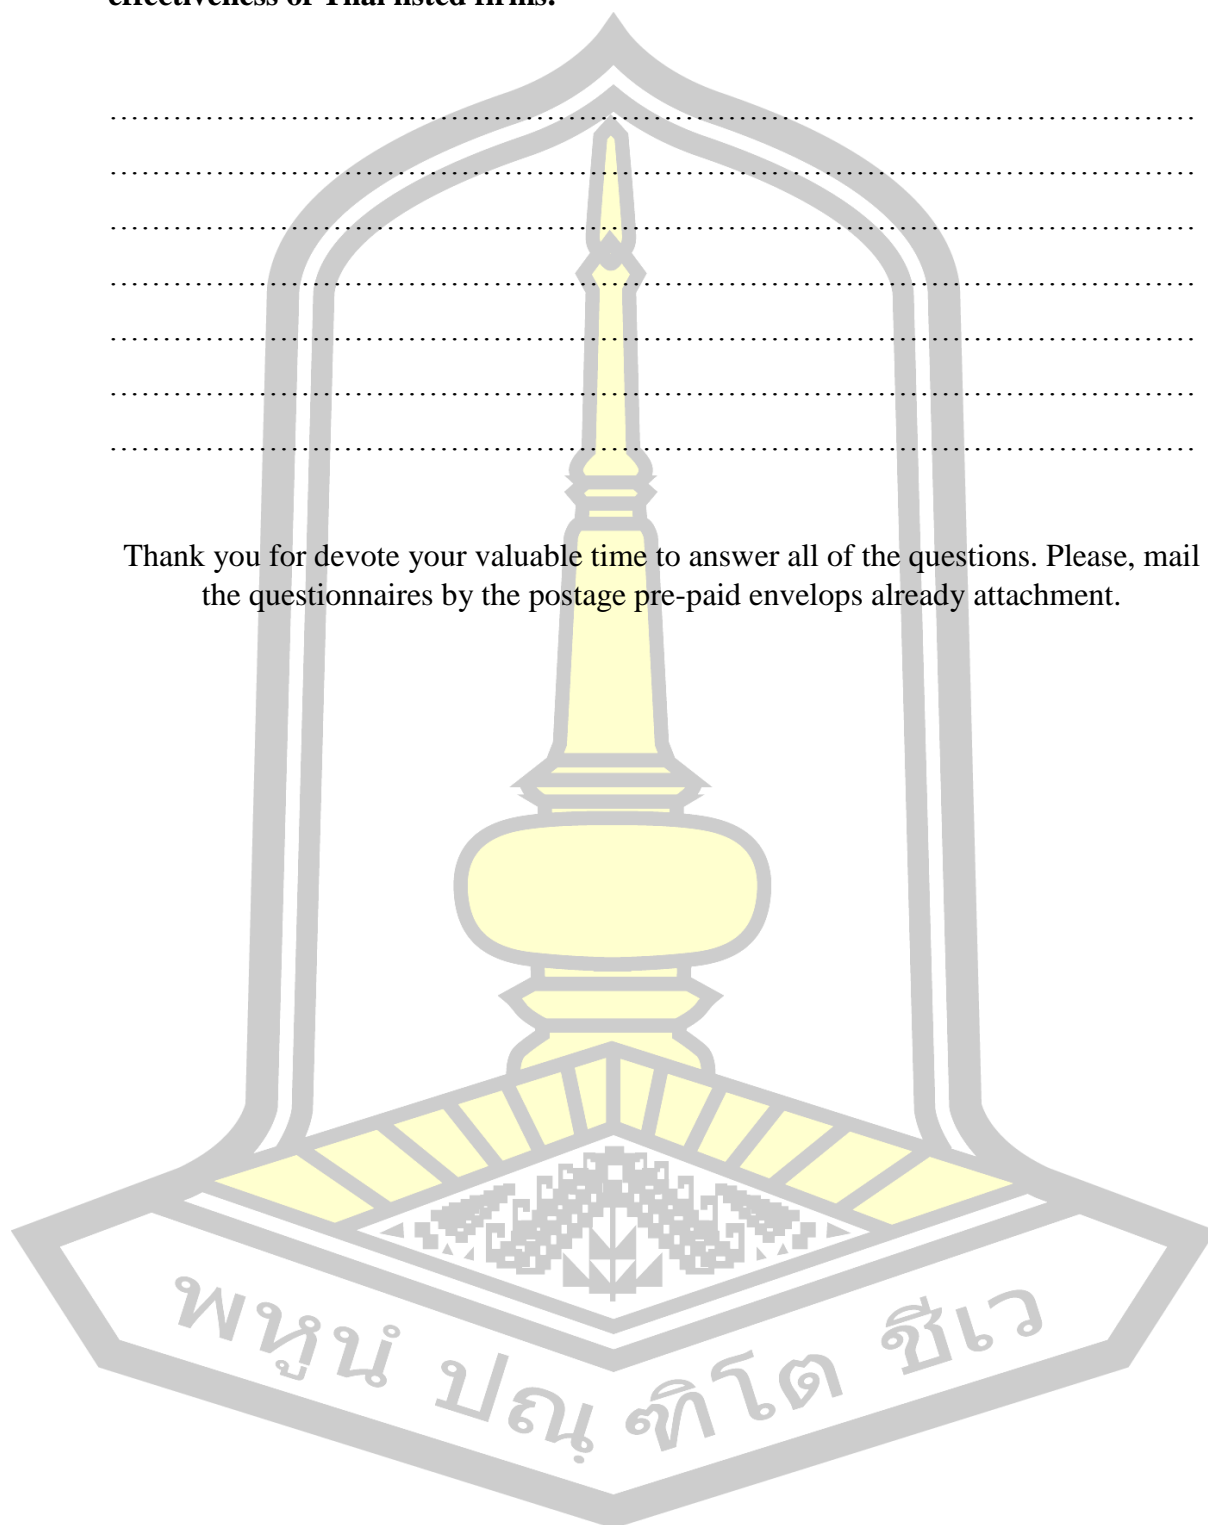 effectiveness of Thai listed firms?
……………………………………………………………………………………………
……………………………………………………………………………………………
……………………………………………………………………………………………
……………………………………………………………………………………………
……………………………………………………………………………………………
……………………………………………………………………………………………
……………………………………………………………………………………………
Thank you for devote your valuable time to answer all of the questions. Please, mail
the questionnaires by the postage pre-paid envelops already attachment.
พหูนํ ปณฺ ฑิโต ชีเว